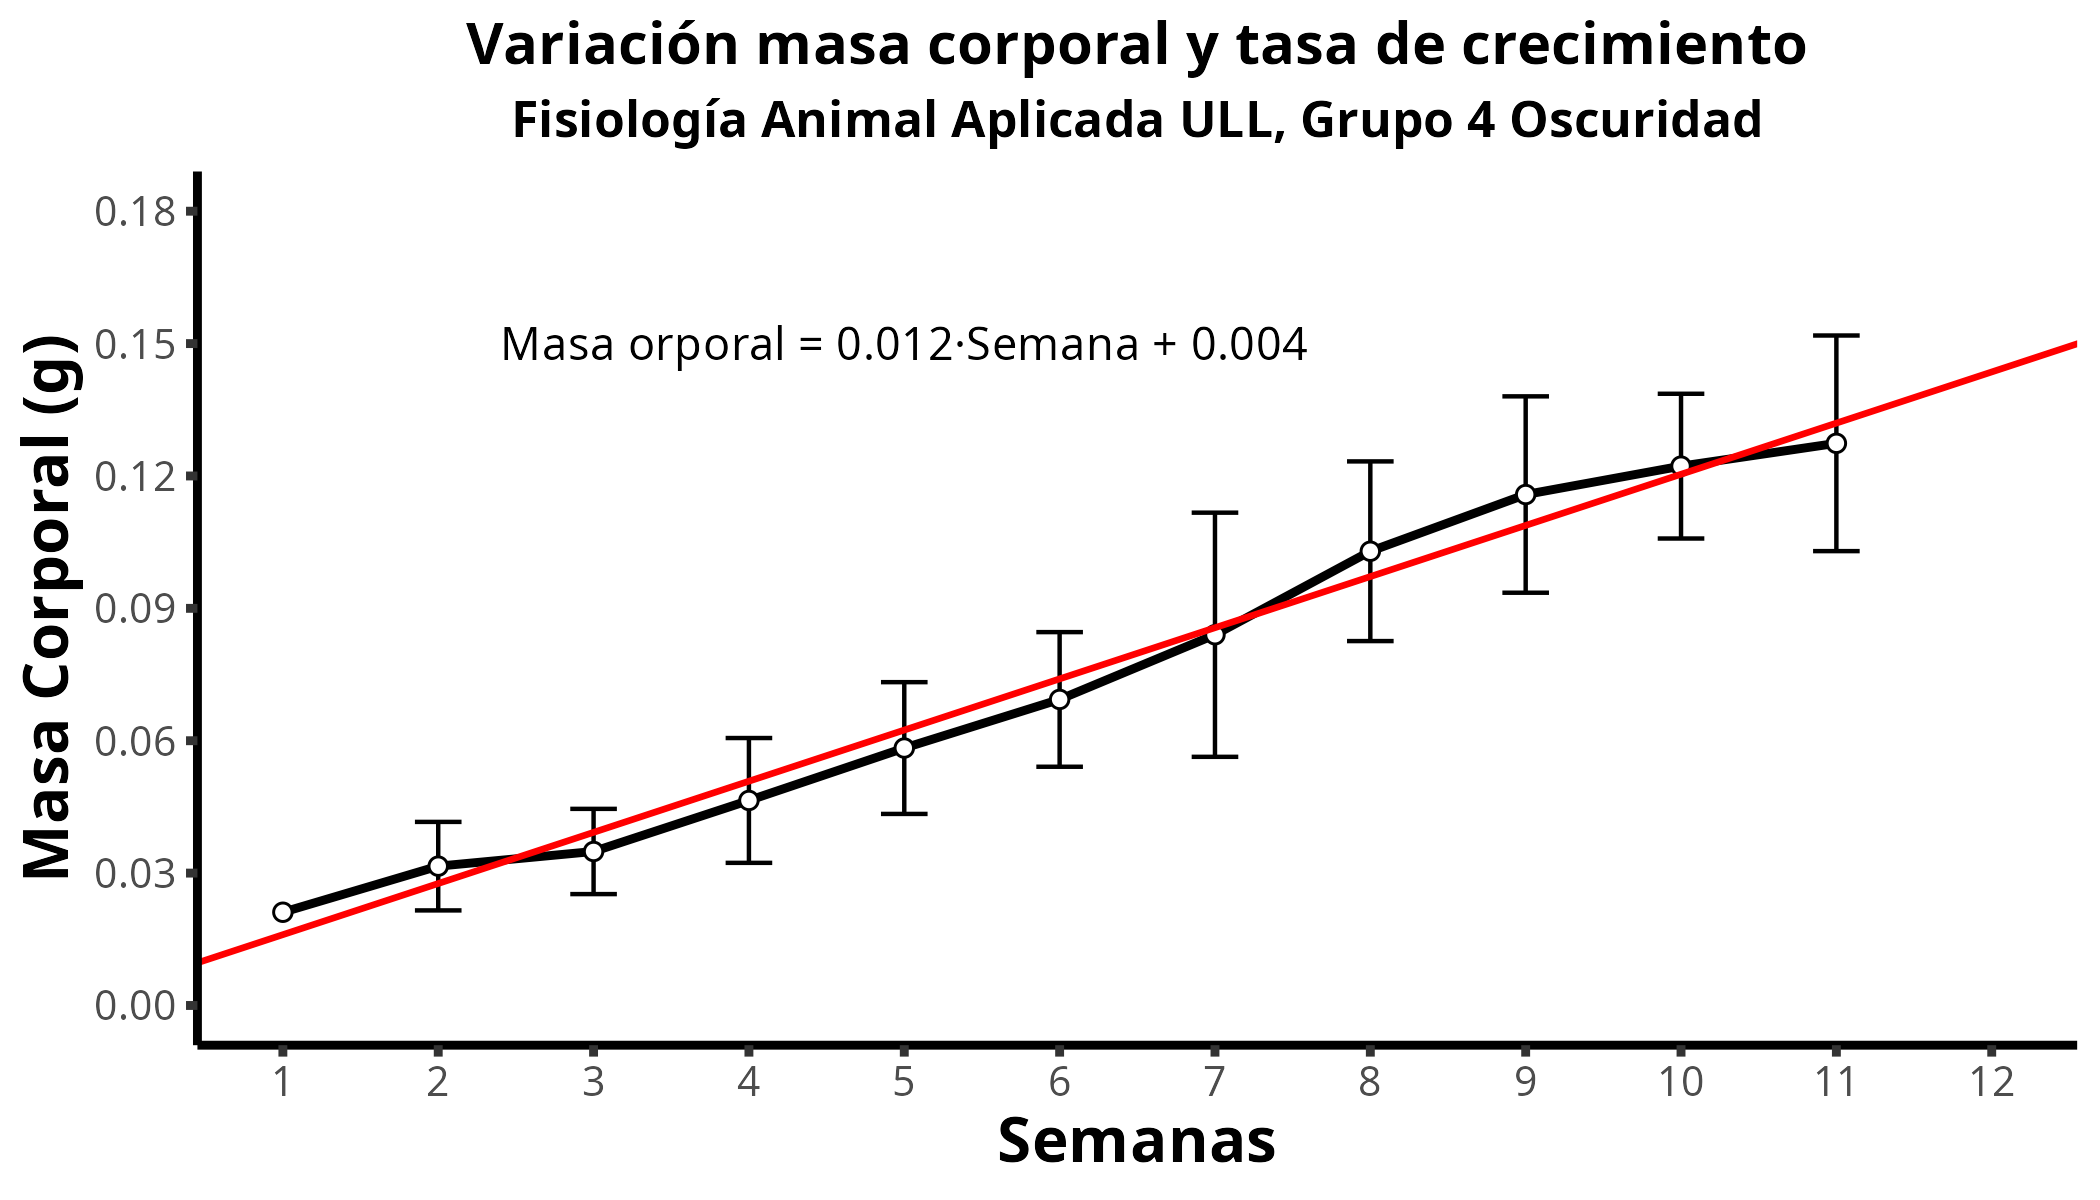 Variación masa corporal y tasa de crecimiento
Fisiología Animal Aplicada ULL, Grupo 4 Oscuridad
Masa Corporal (g)
0.18
0.15
0.12
0.09
0.06
0.03
0.00
Masa orporal = 0.012·Semana + 0.004
1 2 3 4 5 6 7 8 9 10 11 12
Semanas